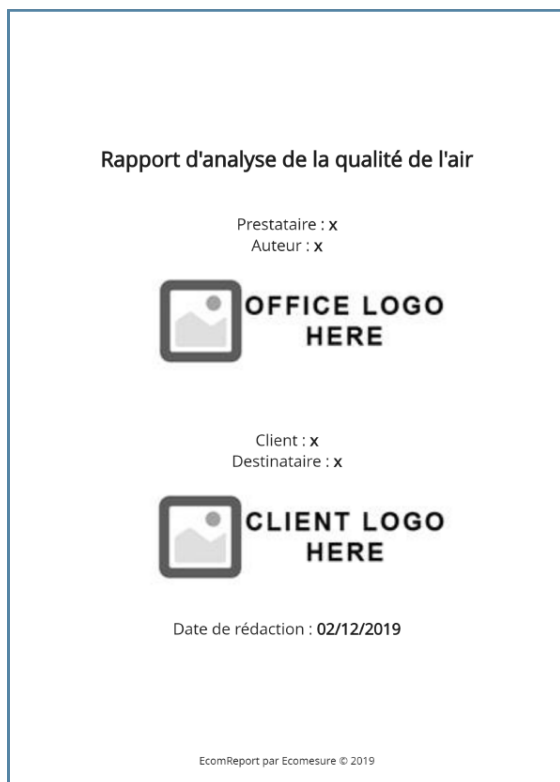 Rapport d'analyse de la qualité de l'air
Prestataire : x
Auteur : x
OFFICE LOGO
HERE
Client : x
Destinataire : x
CLIENT LOGO
HERE
Date de rédaction : 02/12/2019
EcomReport par Ecomesure © 2019